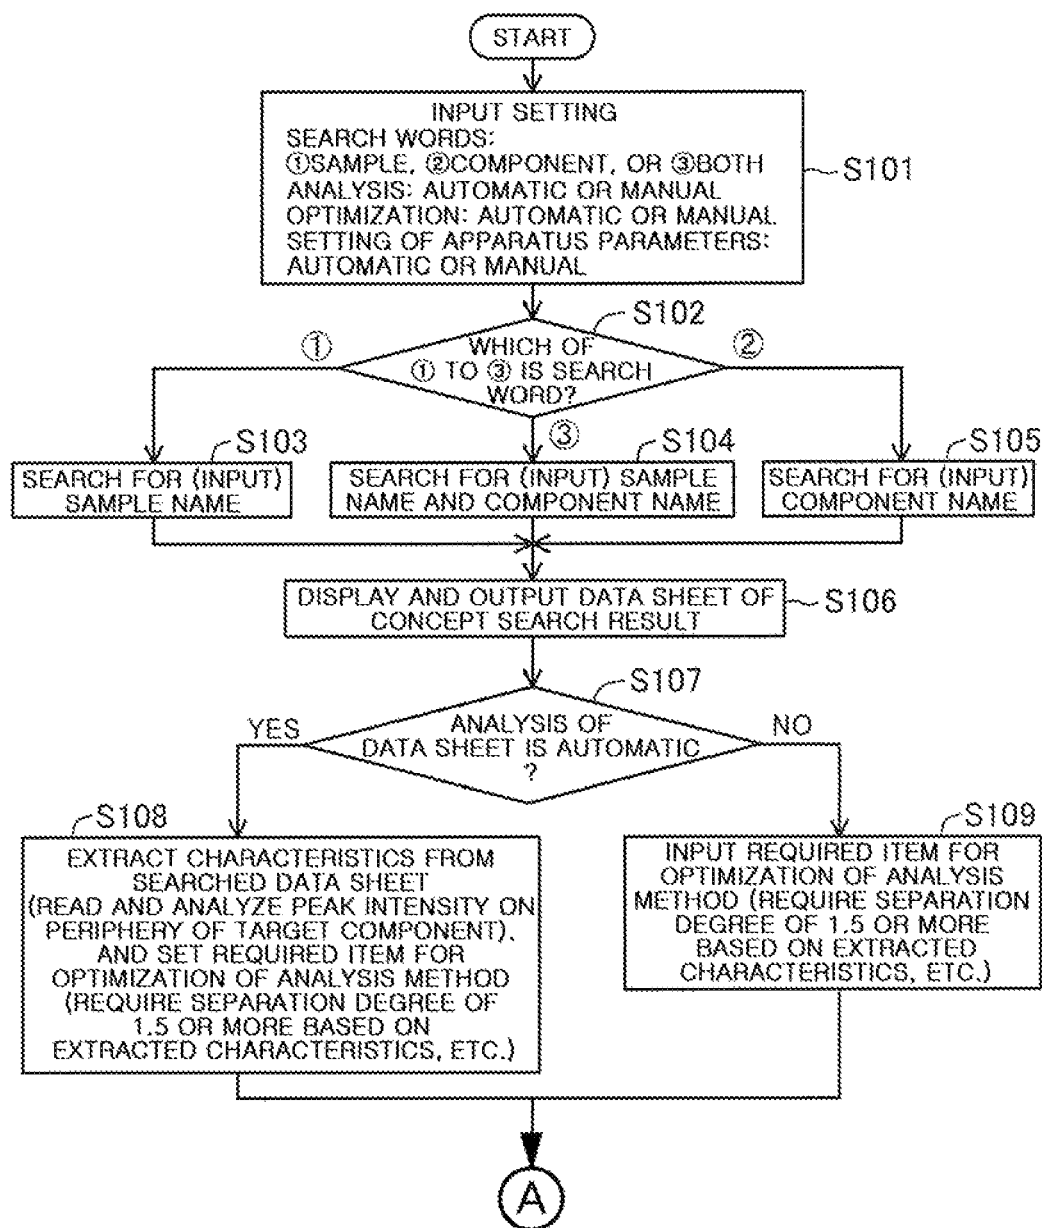 START
INPUT SETTING
SEARCH WORDS:
①SAMPLE, ②COMPONENT, OR ③BOTH
ANALYSIS: AUTOMATIC OR MANUAL
OPTIMIZATION: AUTOMATIC OR MANUAL
SETTING OF APPARATUS PARAMETERS:
AUTOMATIC OR MANUAL
S101
S102
①
②
WHICH OF
① TO ③ IS SEARCH
WORD?
③
S103
S104
S105
SEARCH FOR (INPUT)
SAMPLE NAME
SEARCH FOR (INPUT) SAMPLE
NAME AND COMPONENT NAME
SEARCH FOR (INPUT)
COMPONENT NAME
DISPLAY AND OUTPUT DATA SHEET OF
CONCEPT SEARCH RESULT
S106
S107
YES
NO
ANALYSIS OF
DATA SHEET IS AUTOMATIC
?
S108
EXTRACT CHARACTERISTICS FROM
SEARCHED DATA SHEET
(READ AND ANALYZE PEAK INTENSITY ON
PERIPHERY OF TARGET COMPONENT),
AND SET REQUIRED ITEM FOR
OPTIMIZATION OF ANALYSIS METHOD
(REQUIRE SEPARATION DEGREE OF
1.5 OR MORE BASED ON
EXTRACTED CHARACTERISTICS, ETC.)
S109
INPUT REQUIRED ITEM FOR
OPTIMIZATION OF ANALYSIS
METHOD (REQUIRE SEPARATION
DEGREE OF 1.5 OR MORE
BASED ON EXTRACTED
CHARACTERISTICS, ETC.)
A